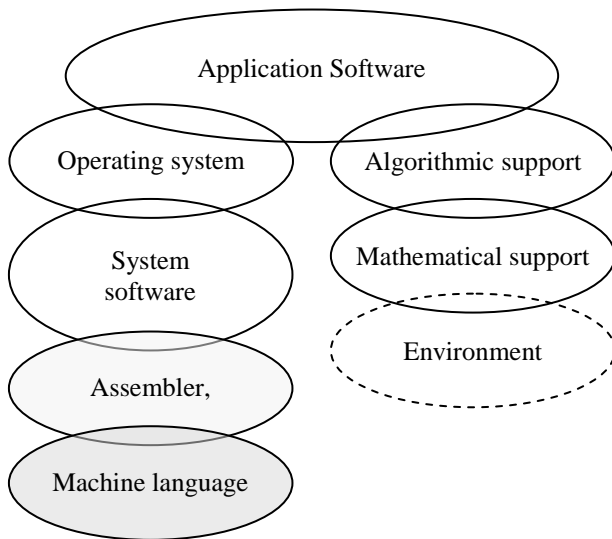 Application Software
Operating system
Algorithmic support
System
software
Mathematical support
Environment
Assembler,
Machine language